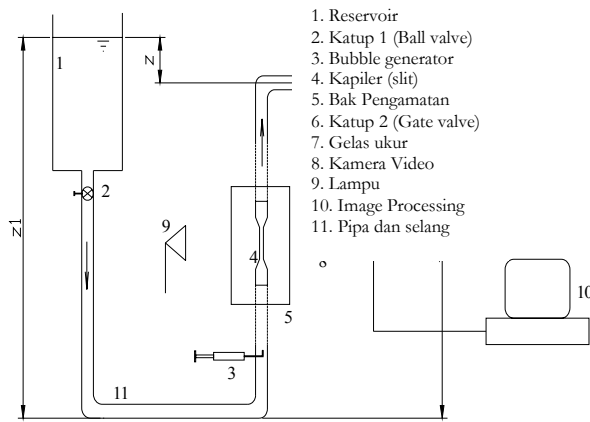 1. Reservoir
2. Katup 1 (Ball valve)
3. Bubble generator
4. Kapiler (slit)
5. Bak Pengamatan
6. Katup 2 (Gate valve)
7. Gelas ukur
8. Kamera Video
9. Lampu
10. Image Processing
11. Pipa dan selang
1
z
2
z1
9
4
8
10
5
3
11